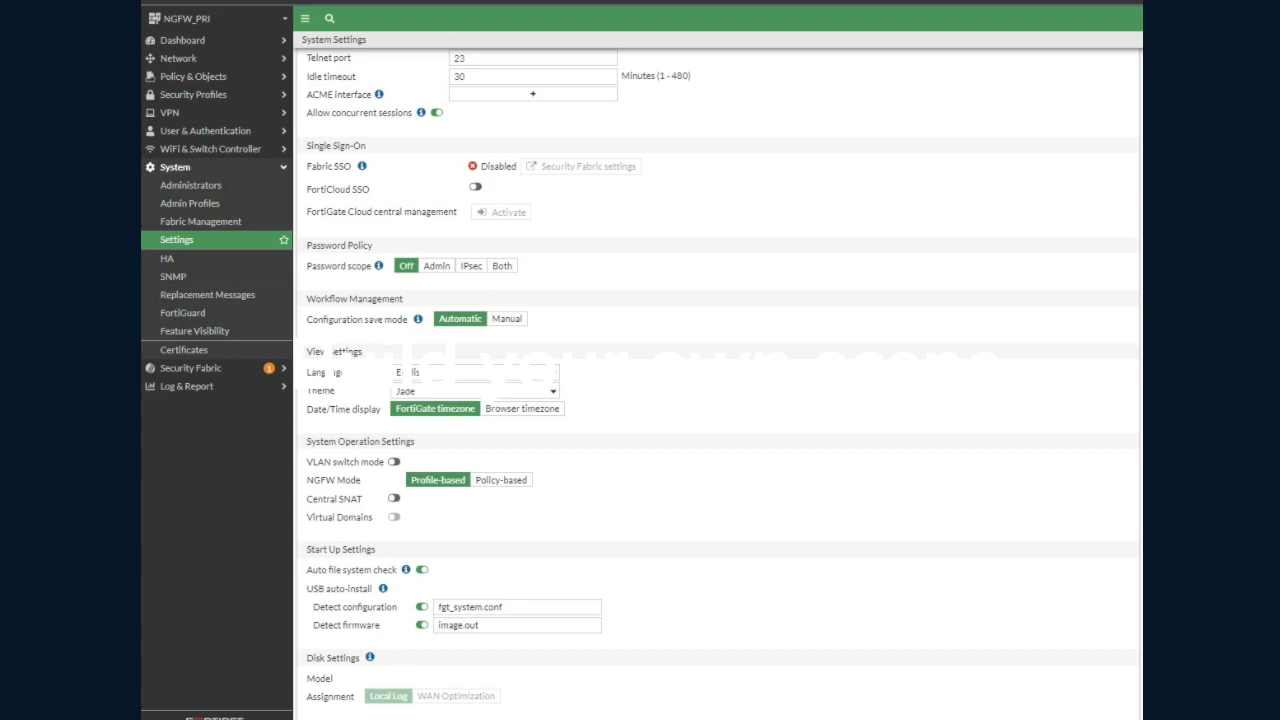 NGFW_PRI
Dashboard
Network
Policy & Objects
Security Profiles
VPN
User & Authentication
WiFi & Switch Controller
System
Administrators
Admin Profiles
Fabric Management
Settings
HA
SNMP
Replacement Messages
FortiGuard
Feature Visibility
Certificates
Security Fabric 1
Log & Report
System Settings
Telnet port 23
Idle timeout 30 Minutes (1 - 480)
ACME interface +
Allow concurrent sessions
Single Sign-On
Fabric SSO Disabled Security Fabric settings
FortiCloud SSO
FortiGate Cloud central management Activate
Password Policy
Password scope Off Admin IPsec Both
Workflow Management
Configuration save mode Automatic Manual
View Settings
Theme Jade
Date/Time display FortiGate timezone Browser timezone
System Operation Settings
VLAN switch mode
NGFW Mode Profile-based Policy-based
Central SNAT
Virtual Domains
Start Up Settings
Auto file system check
USB auto-install
Detect configuration fgt_system.conf
Detect firmware image.out
Disk Settings
Model
Assignment Local Log WAN Optimization